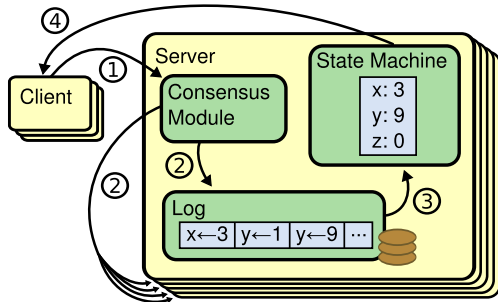 ④
①
Server
State Machine
x: 3
y: 9
z: 0
Client
Consensus
Module
②
②
③
Log
x←3 y←1 y←9 ...